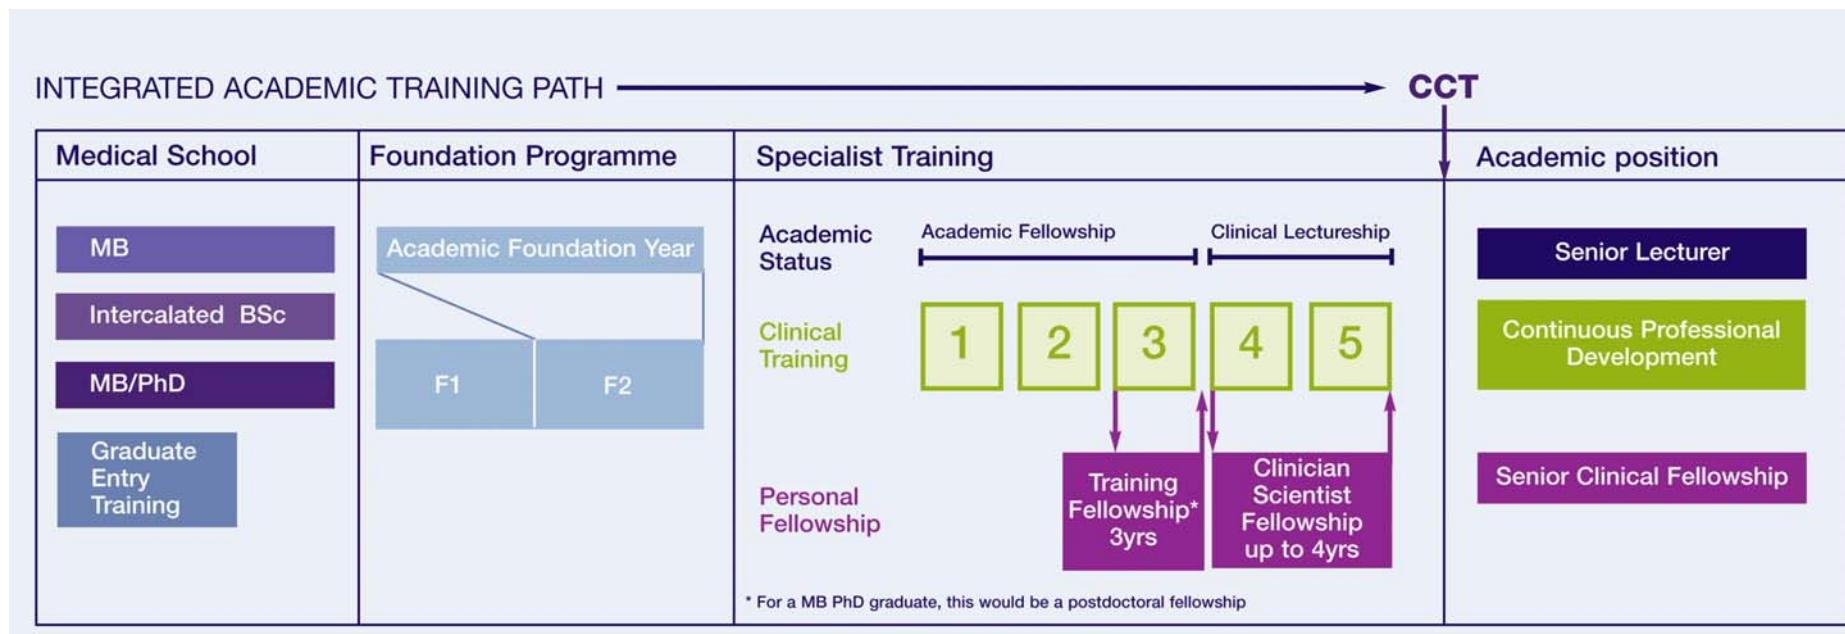 INTEGRATED ACADEMIC TRAINING PATH
CCT
Medical School
Foundation Programme
Specialist Training
Academic position
MB
Intercalated BSc
MB/PhD
Graduate
Entry
Training
Academic Foundation Year
F1
F2
Academic
Status
Academic Fellowship
Clinical Lectureship
Clinical
Training
1
2
3
4
5
Personal
Fellowship
Training
Fellowship*
3yrs
Clinician
Scientist
Fellowship
up to 4yrs
* For a MB PhD graduate, this would be a postdoctoral fellowship
Senior Lecturer
Continuous Professional
Development
Senior Clinical Fellowship